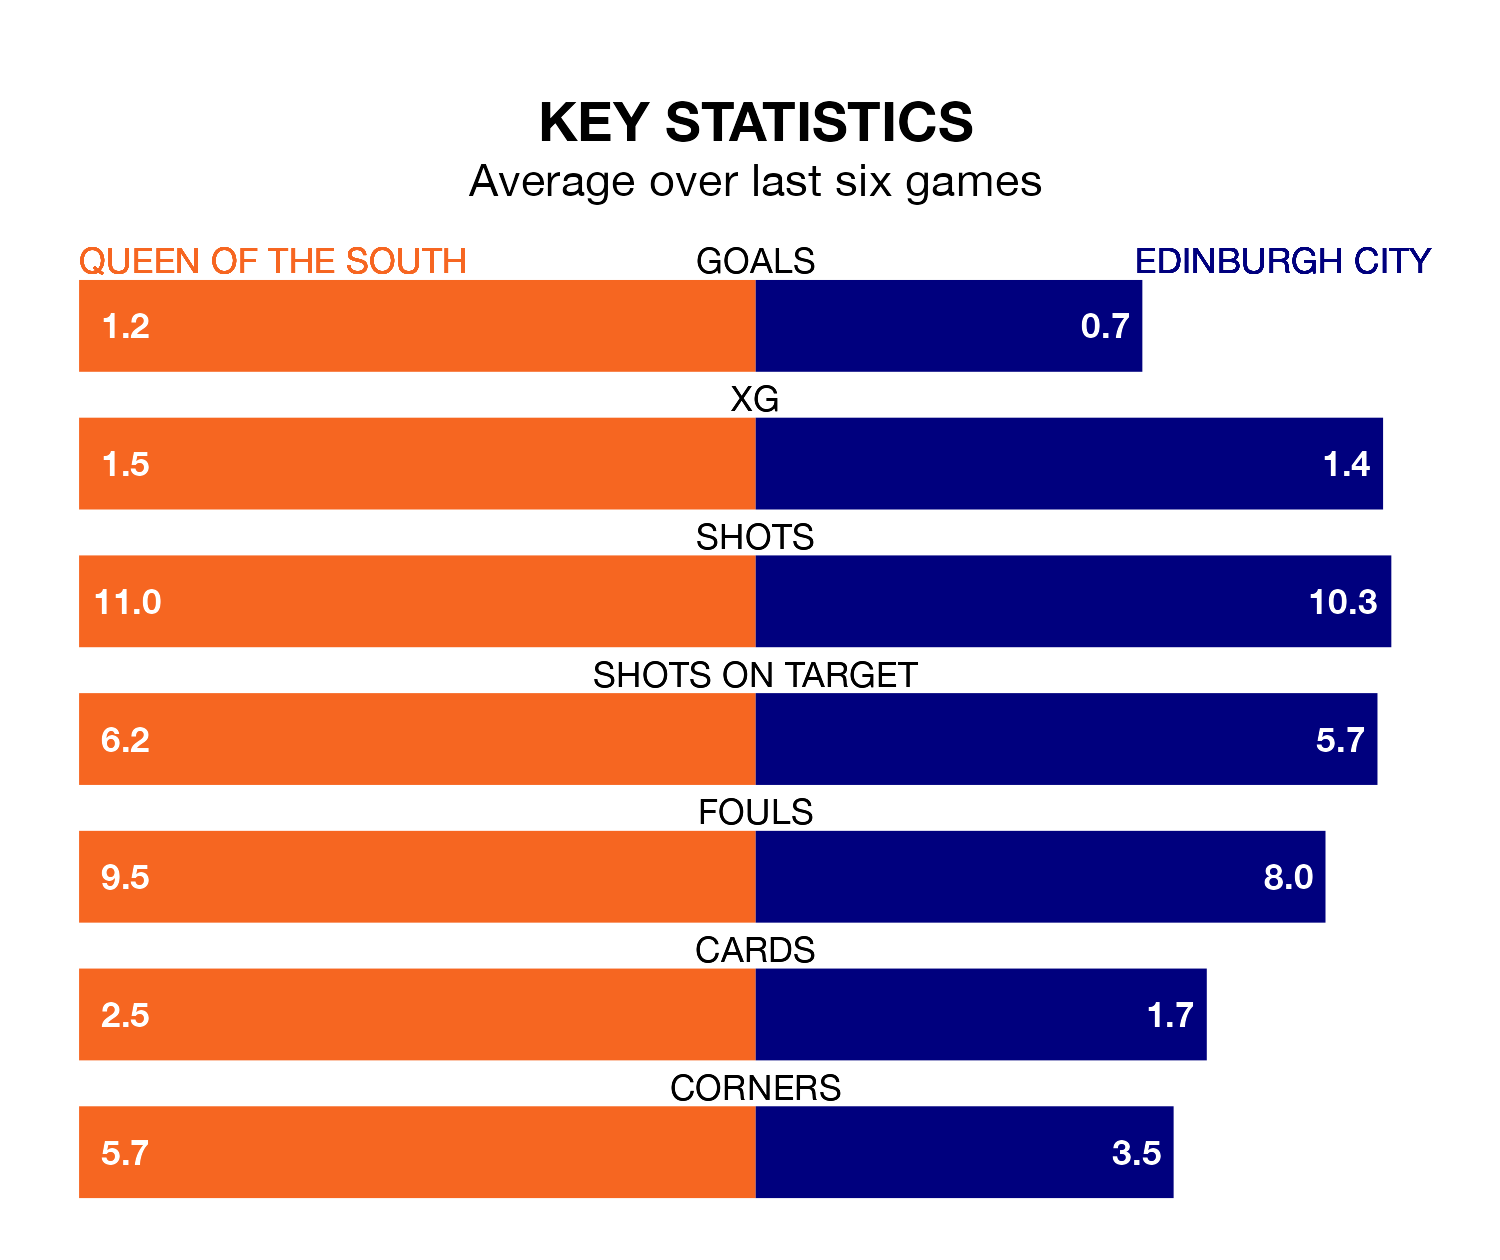 KEY STATISTICS
Average over last six games
QUEEN OF THE SOUTH GOALS EDINBURGH CITY
1.2 0.7
XG
1.5 1.4
SHOTS
11.0 10.3
SHOTS ON TARGET
6.2 5.7
FOULS
9.5 8.0
CARDS
2.5 1.7
CORNERS
5.7 3.5